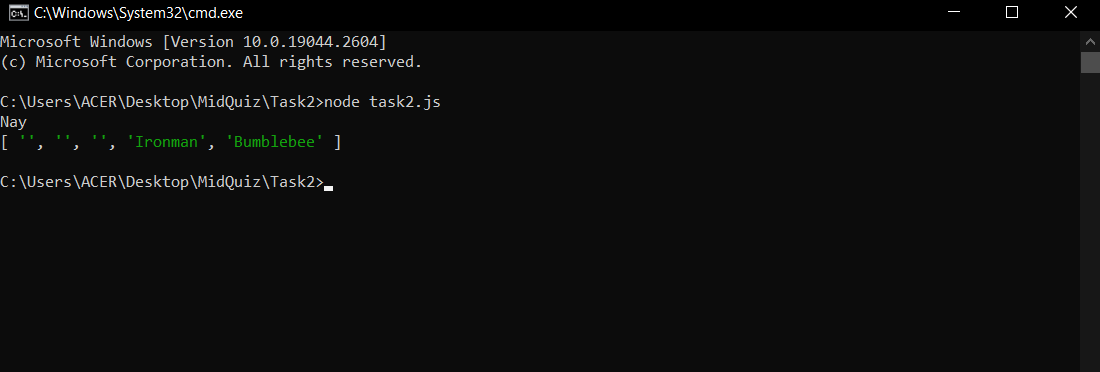 C:\Windows\System32\cmd.exe
Microsoft Windows [Version 10.0.19044.2604]
(c) Microsoft Corporation. All rights reserved.
C:\Users\ACER\Desktop\MidQuiz\Task2>node task2.js
Nay
[ '', '', '', 'Ironman', 'Bumblebee' ]
C:\Users\ACER\Desktop\MidQuiz\Task2>